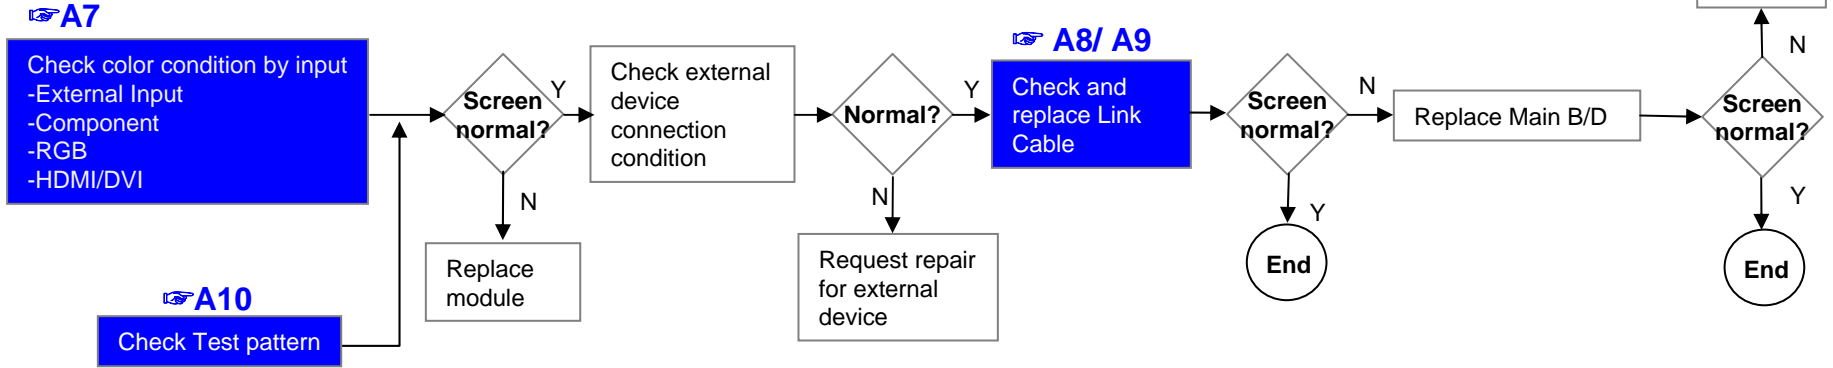 ☞A7
Check color condition by input
-External Input
-Component
-RGB
-HDMI/DVI
☞A10
Check Test pattern
Screen
normal?
Y
N
Replace
module
Check external
device
connection
condition
Normal?
Y
N
Request repair
for external
device
☞ A8/ A9
Check and
replace Link
Cable
Screen
normal?
N
Y
End
Replace Main B/D
Screen
normal?
N
Y
End